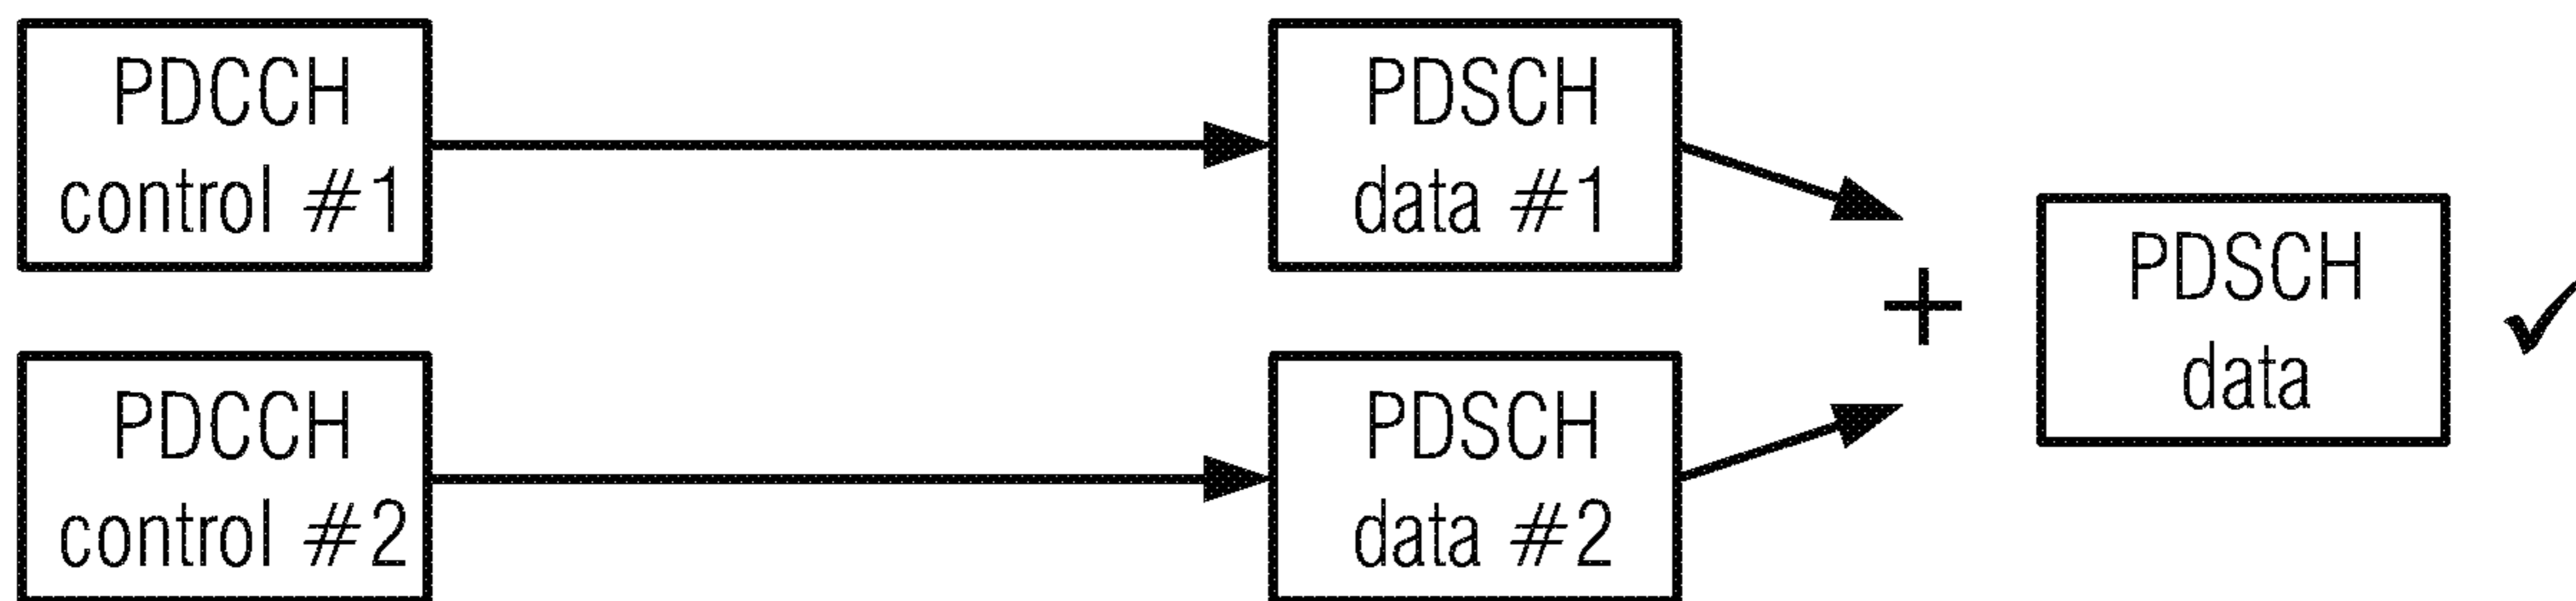 PDCCH
control #1
PDSCH
data #1
PDCCH
control #2
PDSCH
data #2
+
PDSCH
data
✓